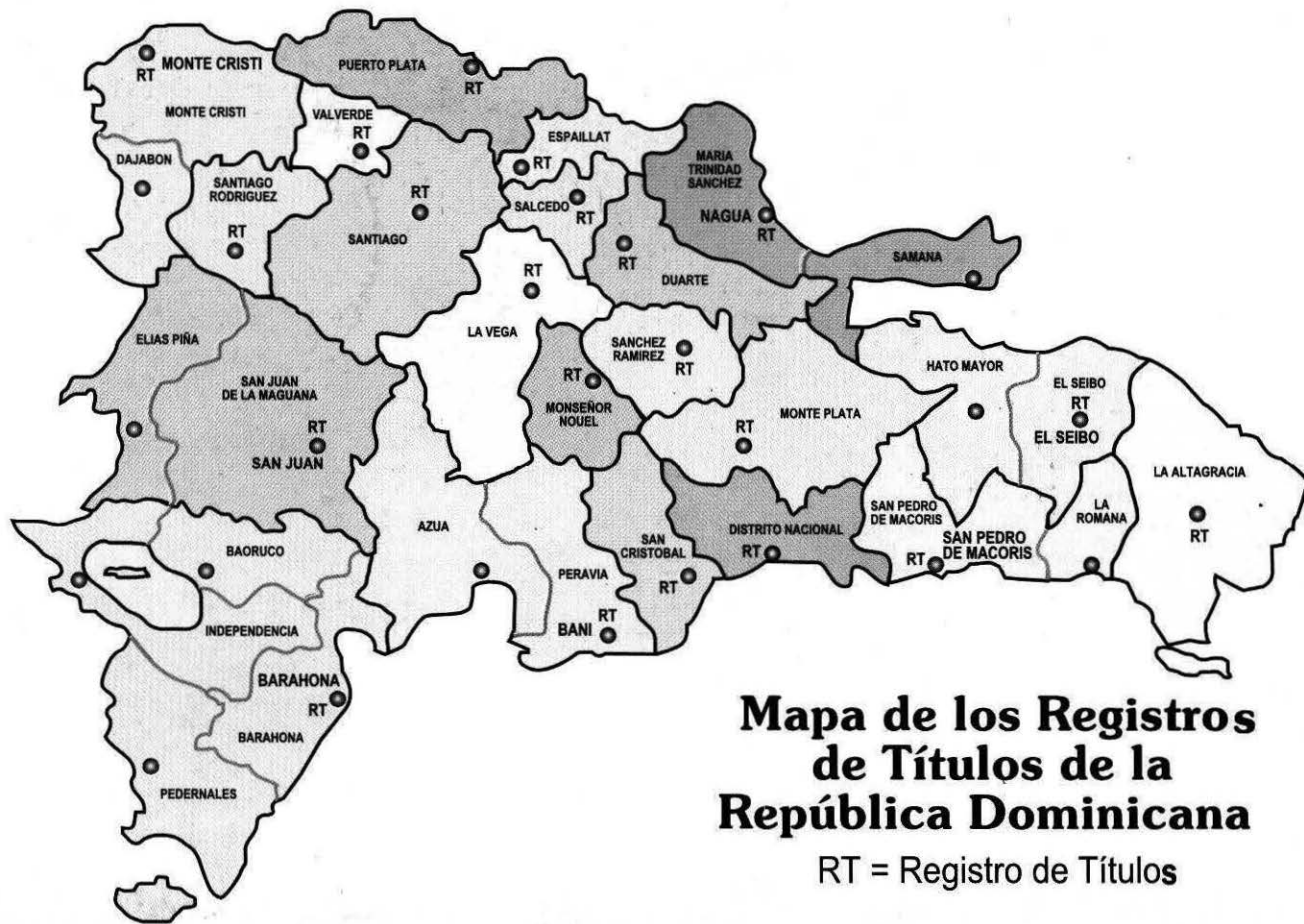 MONTE CRISTI
RT
MONTE CRISTI
PUERTO PLATA
RT
VALVERDE
RT
ESPAILLAT
RT
DAJABON
SANTIAGO
RODRIGUEZ
RT
SANTIAGO
RT
SALCEDO
RT
MARIA
TRINIDAD
SANCHEZ
NAGUA
RT
SAMANA
RT
DUARTE
ELIAS PIÑA
SAN JUAN
DE LA MAGUANA
RT
SAN JUAN
RT
LA VEGA
RT
MONSEÑOR
NOUEL
SANCHEZ
RAMIREZ
RT
MONTE PLATA
RT
HATO MAYOR
EL SEIBO
RT
EL SEIBO
LA ALTAGRACIA
RT
LA
ROMANA
SAN PEDRO
DE MACORIS
SAN PEDRO
DE MACORIS
RT
DISTRITO NACIONAL
RT
SAN
CRISTOBAL
RT
AZUA
PERAVIA
RT
BANI
BAORUCO
INDEPENDENCIA
BARAHONA
RT
BARAHONA
PEDERNALES
Mapa de los Registros
de Títulos de la
República Dominicana
RT = Registro de Títulos